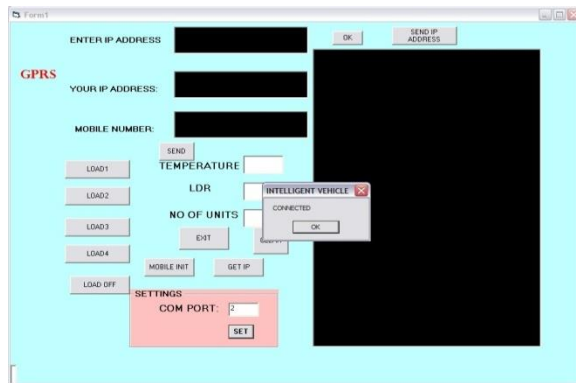 Form1
ENTER IP ADDRESS
OK
SEND IP
ADDRESS
GPRS
YOUR IP ADDRESS:
MOBILE NUMBER:
SEND
LOAD1
TEMPERATURE
LOAD2
LDR
INTELLIGENT VEHICLE
CONNECTED
OK
NO OF UNITS
LOAD3
EXIT
LOAD4
MOBILE INIT
GET IP
LOAD OFF
SETTINGS
COM PORT:
2
SET